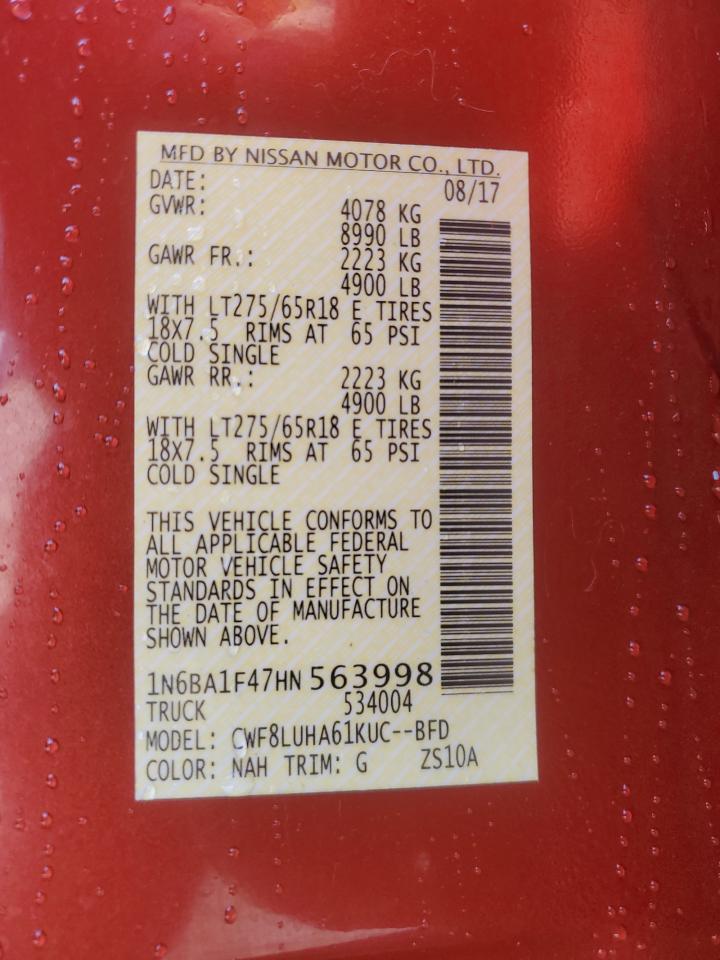 MFD BY NISSAN MOTOR CO., LTD.
DATE: 08/17
GVWR: 4078 KG
8990 LB
GAWR FR.: 2223 KG
4900 LB
WITH LT275/65R18 E TIRES
18X7.5 RIMS AT 65 PSI
COLD SINGLE
GAWR RR.: 2223 KG
4900 LB
WITH LT275/65R18 E TIRES
18X7.5 RIMS AT 65 PSI
COLD SINGLE
THIS VEHICLE CONFORMS TO
ALL APPLICABLE FEDERAL
MOTOR VEHICLE SAFETY
STANDARDS IN EFFECT ON
THE DATE OF MANUFACTURE
SHOWN ABOVE.
1N6BA1F47HN 563998
TRUCK 534004
MODEL: CWF8LUHA61KUC--BFD
COLOR: NAH TRIM: G ZS10A